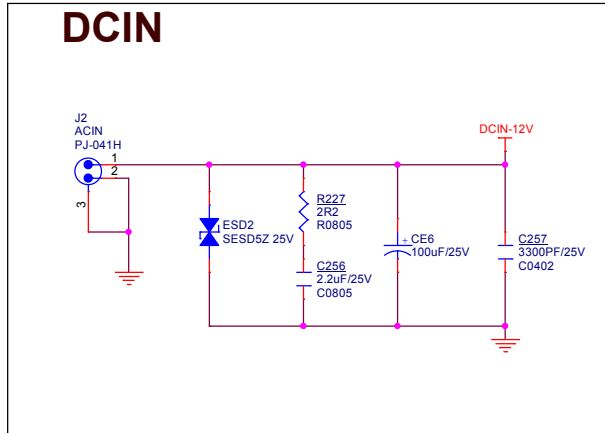 DCIN
J2
ACIN
PJ-041H
1
2
3
DCIN-12V
ESD2
SESD5Z 25V
R227
2R2
R0805
C256
2.2uF/25V
C0805
+
CE6
100uF/25V
C257
3300PF/25V
C0402